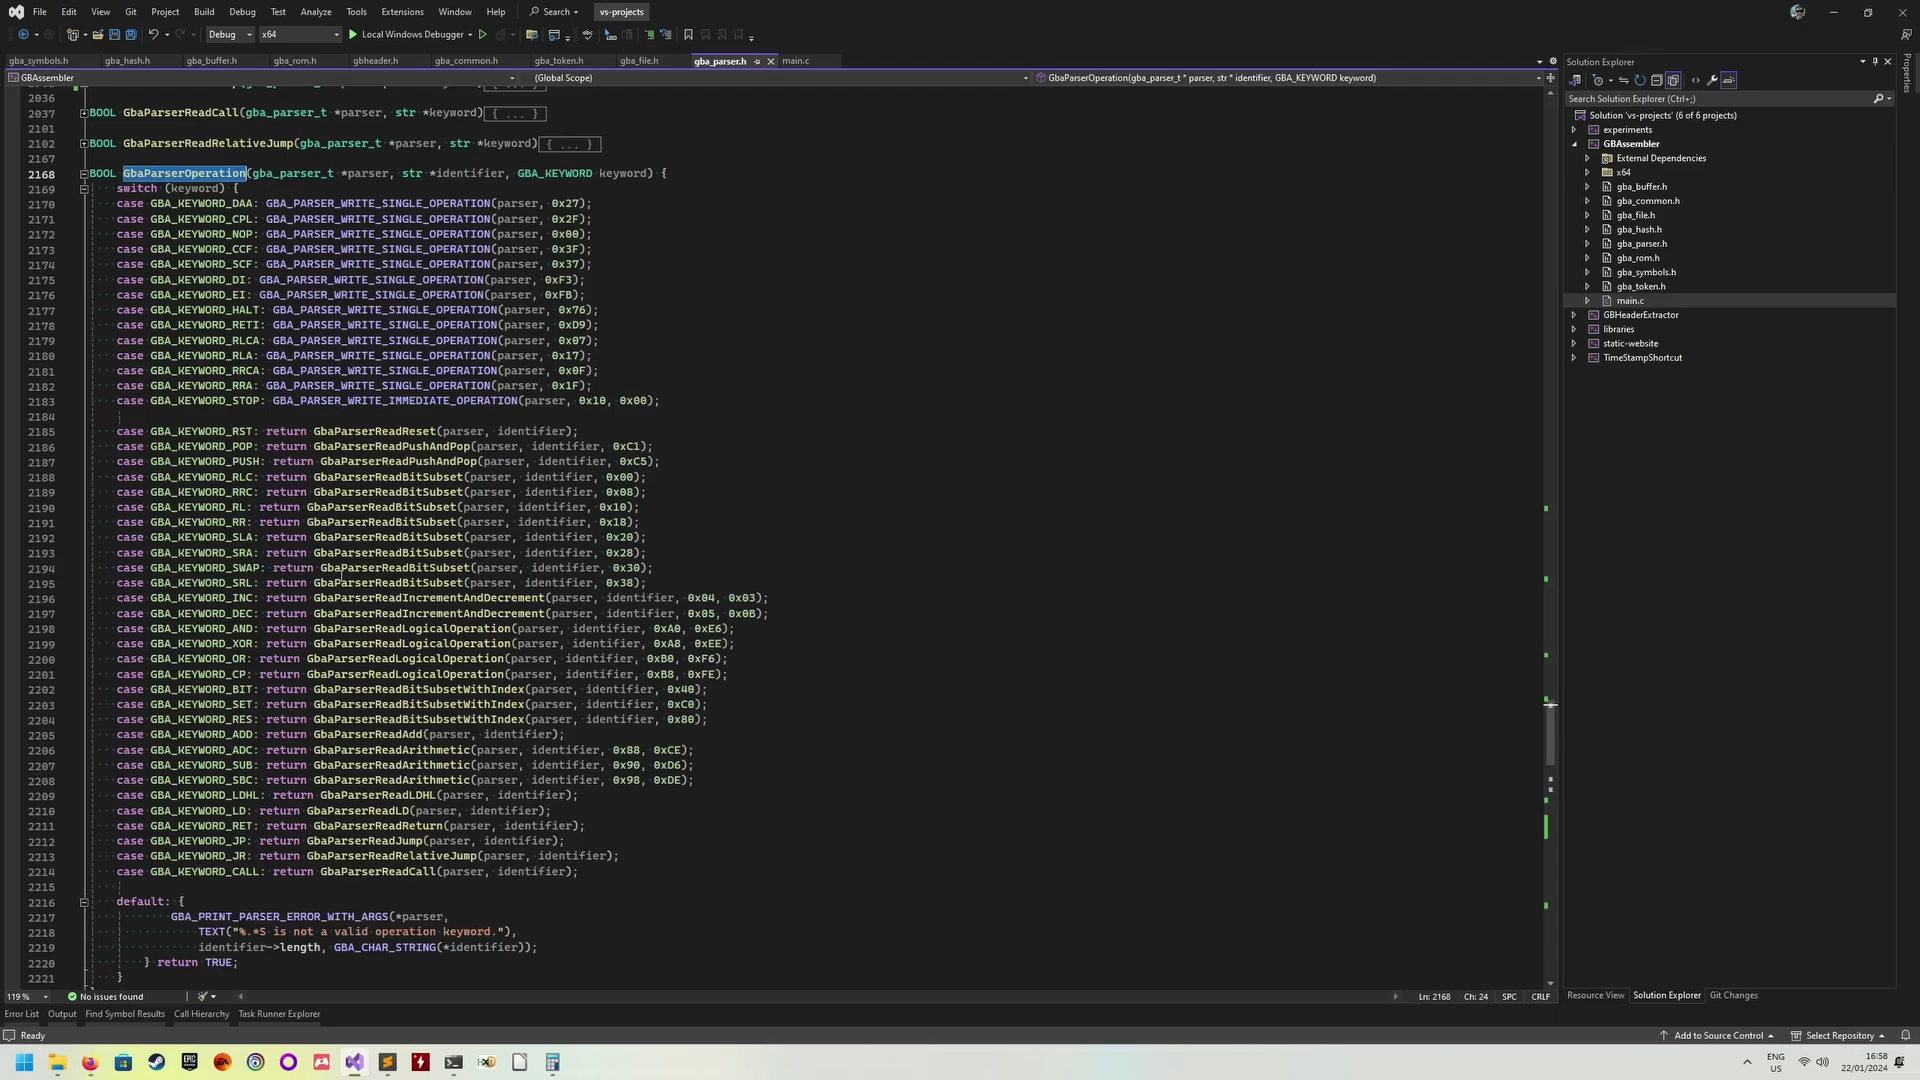 File Edit View Git Project Build Debug Test Analyze Tools Extensions Window Help Search vs-projects
Debug x64 Local Windows Debugger
gba_symbols.h gba_hash.h gba_buffer.h gba_rom.h gbheader.h gba_common.h gba_token.h gba_file.h gba_parser.h main.c
GBAssembler (Global Scope) GbaParserOperation(gba_parser_t * parser, str * identifier, GBA_KEYWORD keyword)
2036
2037 BOOL GbaParserReadCall(gba_parser_t *parser, str *keyword){ ... }
2101
2102 BOOL GbaParserReadRelativeJump(gba_parser_t *parser, str *keyword){ ... }
2167
2168 BOOL GbaParserOperation(gba_parser_t *parser, str *identifier, GBA_KEYWORD keyword) {
2169 switch (keyword) {
2170 case GBA_KEYWORD_DAA: GBA_PARSER_WRITE_SINGLE_OPERATION(parser, 0x27);
2171 case GBA_KEYWORD_CPL: GBA_PARSER_WRITE_SINGLE_OPERATION(parser, 0x2F);
2172 case GBA_KEYWORD_NOP: GBA_PARSER_WRITE_SINGLE_OPERATION(parser, 0x00);
2173 case GBA_KEYWORD_CCF: GBA_PARSER_WRITE_SINGLE_OPERATION(parser, 0x3F);
2174 case GBA_KEYWORD_SCF: GBA_PARSER_WRITE_SINGLE_OPERATION(parser, 0x37);
2175 case GBA_KEYWORD_DI: GBA_PARSER_WRITE_SINGLE_OPERATION(parser, 0xF3);
2176 case GBA_KEYWORD_EI: GBA_PARSER_WRITE_SINGLE_OPERATION(parser, 0xFB);
2177 case GBA_KEYWORD_HALT: GBA_PARSER_WRITE_SINGLE_OPERATION(parser, 0x76);
2178 case GBA_KEYWORD_RETI: GBA_PARSER_WRITE_SINGLE_OPERATION(parser, 0xD9);
2179 case GBA_KEYWORD_RLCA: GBA_PARSER_WRITE_SINGLE_OPERATION(parser, 0x07);
2180 case GBA_KEYWORD_RLA: GBA_PARSER_WRITE_SINGLE_OPERATION(parser, 0x17);
2181 case GBA_KEYWORD_RRCA: GBA_PARSER_WRITE_SINGLE_OPERATION(parser, 0x0F);
2182 case GBA_KEYWORD_RRA: GBA_PARSER_WRITE_SINGLE_OPERATION(parser, 0x1F);
2183 case GBA_KEYWORD_STOP: GBA_PARSER_WRITE_IMMEDIATE_OPERATION(parser, 0x10, 0x00);
2184
2185 case GBA_KEYWORD_RST: return GbaParserReadReset(parser, identifier);
2186 case GBA_KEYWORD_POP: return GbaParserReadPushAndPop(parser, identifier, 0xC1);
2187 case GBA_KEYWORD_PUSH: return GbaParserReadPushAndPop(parser, identifier, 0xC5);
2188 case GBA_KEYWORD_RLC: return GbaParserReadBitSubset(parser, identifier, 0x00);
2189 case GBA_KEYWORD_RRC: return GbaParserReadBitSubset(parser, identifier, 0x08);
2190 case GBA_KEYWORD_RL: return GbaParserReadBitSubset(parser, identifier, 0x10);
2191 case GBA_KEYWORD_RR: return GbaParserReadBitSubset(parser, identifier, 0x18);
2192 case GBA_KEYWORD_SLA: return GbaParserReadBitSubset(parser, identifier, 0x20);
2193 case GBA_KEYWORD_SRA: return GbaParserReadBitSubset(parser, identifier, 0x28);
2194 case GBA_KEYWORD_SWAP: return GbaParserReadBitSubset(parser, identifier, 0x30);
2195 case GBA_KEYWORD_SRL: return GbaParserReadBitSubset(parser, identifier, 0x38);
2196 case GBA_KEYWORD_INC: return GbaParserReadIncrementAndDecrement(parser, identifier, 0x04, 0x03);
2197 case GBA_KEYWORD_DEC: return GbaParserReadIncrementAndDecrement(parser, identifier, 0x05, 0x0B);
2198 case GBA_KEYWORD_AND: return GbaParserReadLogicalOperation(parser, identifier, 0xA0, 0xE6);
2199 case GBA_KEYWORD_XOR: return GbaParserReadLogicalOperation(parser, identifier, 0xA8, 0xEE);
2200 case GBA_KEYWORD_OR: return GbaParserReadLogicalOperation(parser, identifier, 0xB0, 0xF6);
2201 case GBA_KEYWORD_CP: return GbaParserReadLogicalOperation(parser, identifier, 0xB8, 0xFE);
2202 case GBA_KEYWORD_BIT: return GbaParserReadBitSubsetWithIndex(parser, identifier, 0x40);
2203 case GBA_KEYWORD_SET: return GbaParserReadBitSubsetWithIndex(parser, identifier, 0xC0);
2204 case GBA_KEYWORD_RES: return GbaParserReadBitSubsetWithIndex(parser, identifier, 0x80);
2205 case GBA_KEYWORD_ADD: return GbaParserReadAdd(parser, identifier);
2206 case GBA_KEYWORD_ADC: return GbaParserReadArithmetic(parser, identifier, 0x88, 0xCE);
2207 case GBA_KEYWORD_SUB: return GbaParserReadArithmetic(parser, identifier, 0x90, 0xD6);
2208 case GBA_KEYWORD_SBC: return GbaParserReadArithmetic(parser, identifier, 0x98, 0xDE);
2209 case GBA_KEYWORD_LDHL: return GbaParserReadLDHL(parser, identifier);
2210 case GBA_KEYWORD_LD: return GbaParserReadLD(parser, identifier);
2211 case GBA_KEYWORD_RET: return GbaParserReadReturn(parser, identifier);
2212 case GBA_KEYWORD_JP: return GbaParserReadJump(parser, identifier);
2213 case GBA_KEYWORD_JR: return GbaParserReadRelativeJump(parser, identifier);
2214 case GBA_KEYWORD_CALL: return GbaParserReadCall(parser, identifier);
2215
2216 default: {
2217 GBA_PRINT_PARSER_ERROR_WITH_ARGS(*parser,
2218 TEXT("%.*S is not a valid operation keyword."),
2219 identifier->length, GBA_CHAR_STRING(*identifier));
2220 } return TRUE;
2221 }
119 % No issues found Ln: 2168 Ch: 24 SPC CRLF
Error List Output Find Symbol Results Call Hierarchy Task Runner Explorer
Ready
Solution Explorer
Search Solution Explorer (Ctrl+;)
Solution 'vs-projects' (6 of 6 projects)
experiments
GBAssembler
External Dependencies
x64
gba_buffer.h
gba_common.h
gba_file.h
gba_hash.h
gba_parser.h
gba_rom.h
gba_symbols.h
gba_token.h
main.c
GBHeaderExtractor
libraries
static-website
TimeStampShortcut
Resource View Solution Explorer Git Changes
Properties
Add to Source Control Select Repository
EPIC GAMES
EA
ENG
US
16:58
22/01/2024